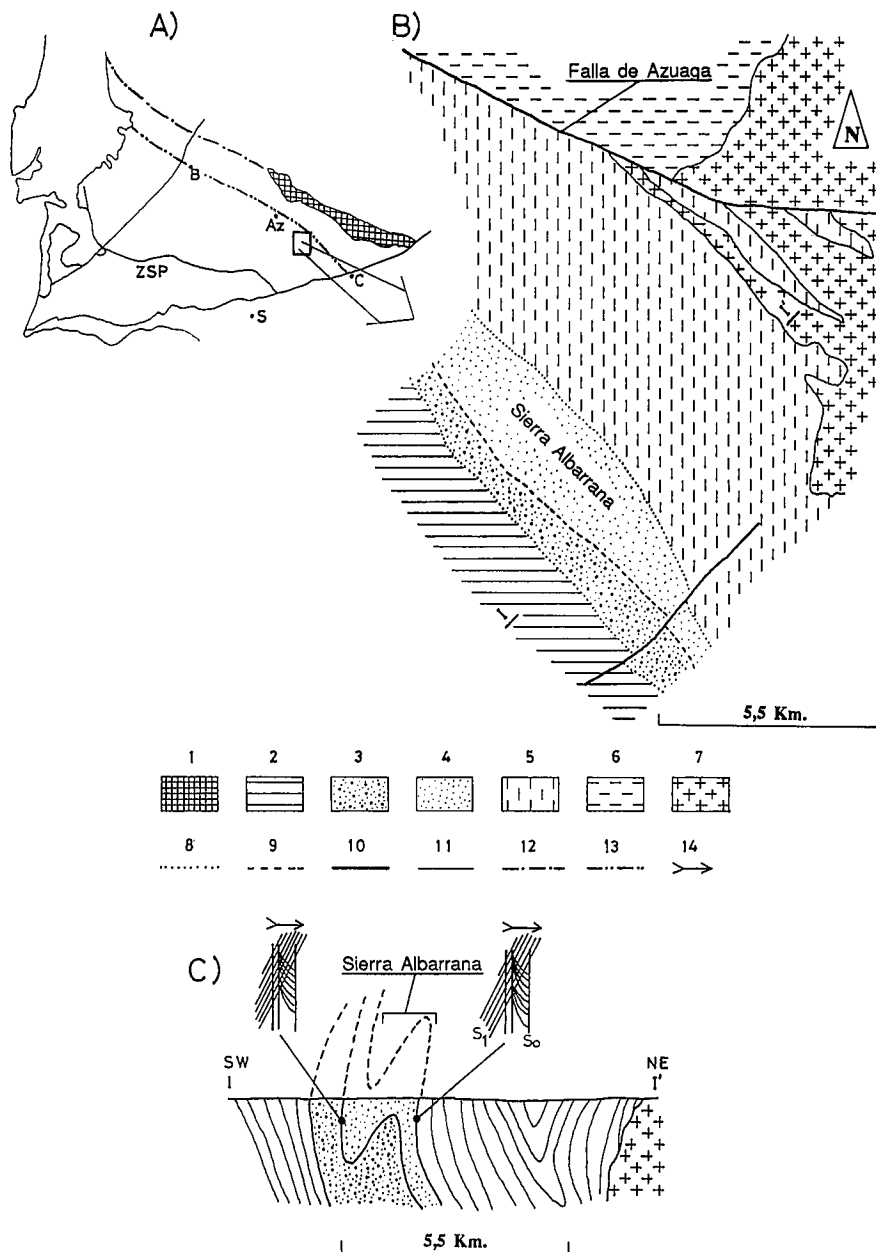 A)
B
Az
ZSP
C
S
B)
Falla de Azuaga
N
Sierra Albarrana
I'
I
5,5 Km.
1 2 3 4 5 6 7
8 9 10 11 12 13 14
C)
Sierra Albarrana
S1 So
SW NE
I I'
5,5 Km.